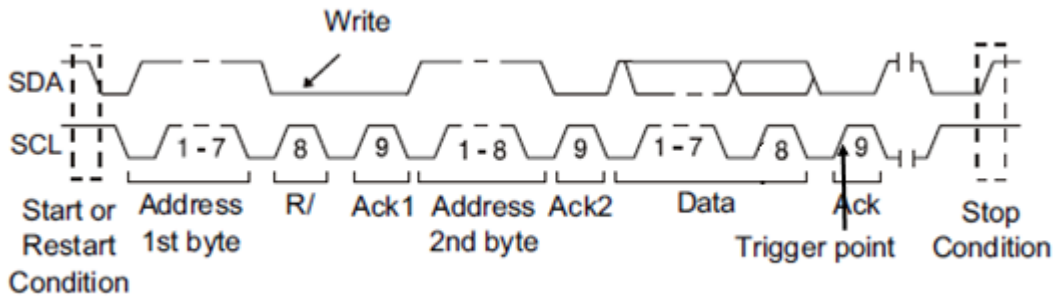 Write
SDA
SCL
1 - 7 8 9 1 - 8 9 1 - 7 8 9
Start or Restart Condition
Address 1st byte
R/
Ack1
Address 2nd byte
Ack2
Data
Ack
Trigger point
Stop Condition